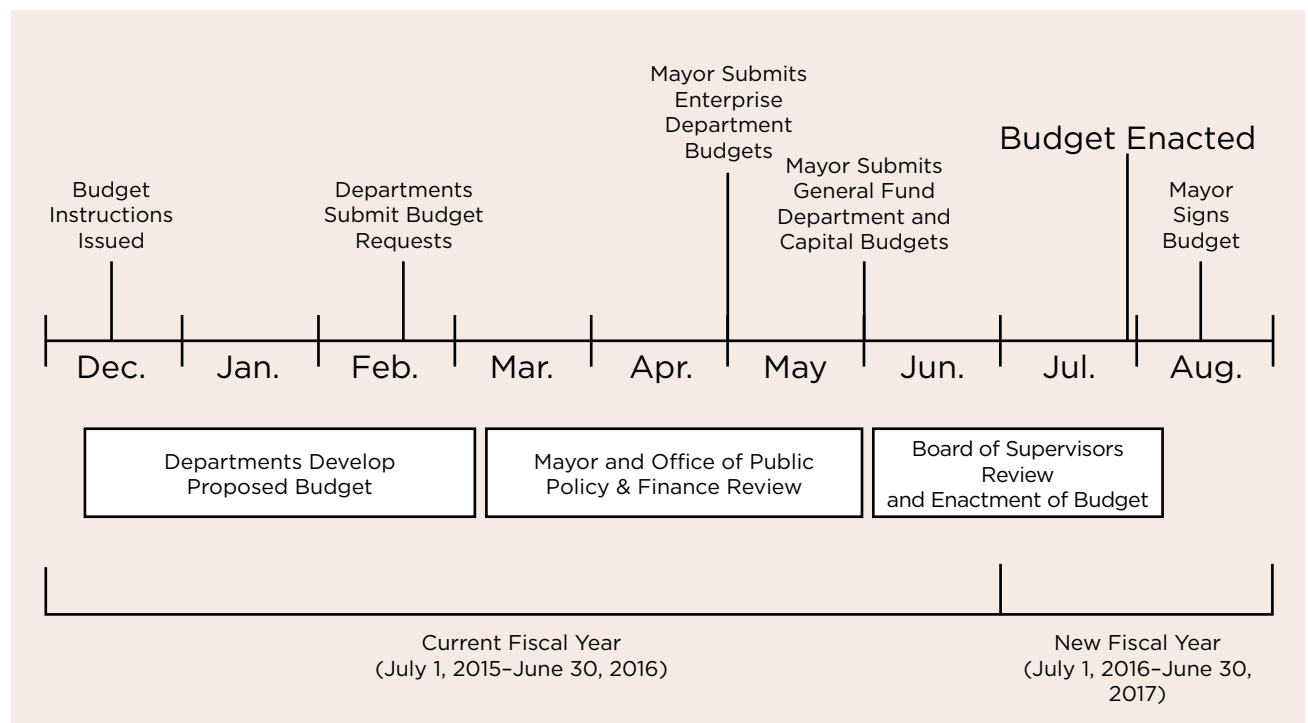 Mayor Submits
Enterprise
Department
Budgets
Budget Enacted
Mayor Submits
General Fund
Department and
Capital Budgets
Budget
Instructions
Issued
Departments
Submit Budget
Requests
Mayor
Signs
Budget
Dec.
Jan.
Feb.
Mar.
Apr.
May
Jun.
Jul.
Aug.
Departments Develop
Proposed Budget
Mayor and Office of Public
Policy & Finance Review
Board of Supervisors
Review
and Enactment of Budget
Current Fiscal Year
(July 1, 2015–June 30, 2016)
New Fiscal Year
(July 1, 2016–June 30,
2017)